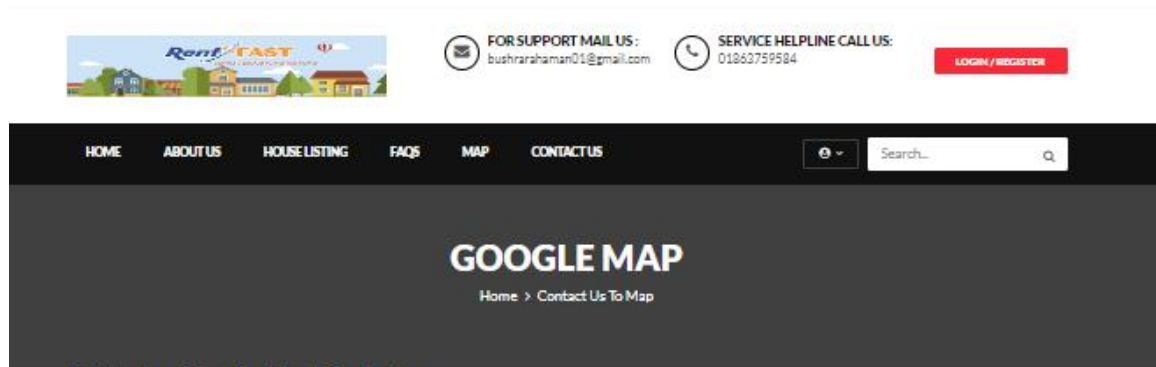 Rent FAST
FOR SUPPORT MAIL US :
bushrarahaman01@gmail.com
SERVICE HELPLINE CALL US:
01863759584
LOGIN / REGISTER
HOME
ABOUT US
HOUSE LISTING
FAQS
MAP
CONTACT US
Search...
GOOGLE MAP
Home > Contact Us To Map